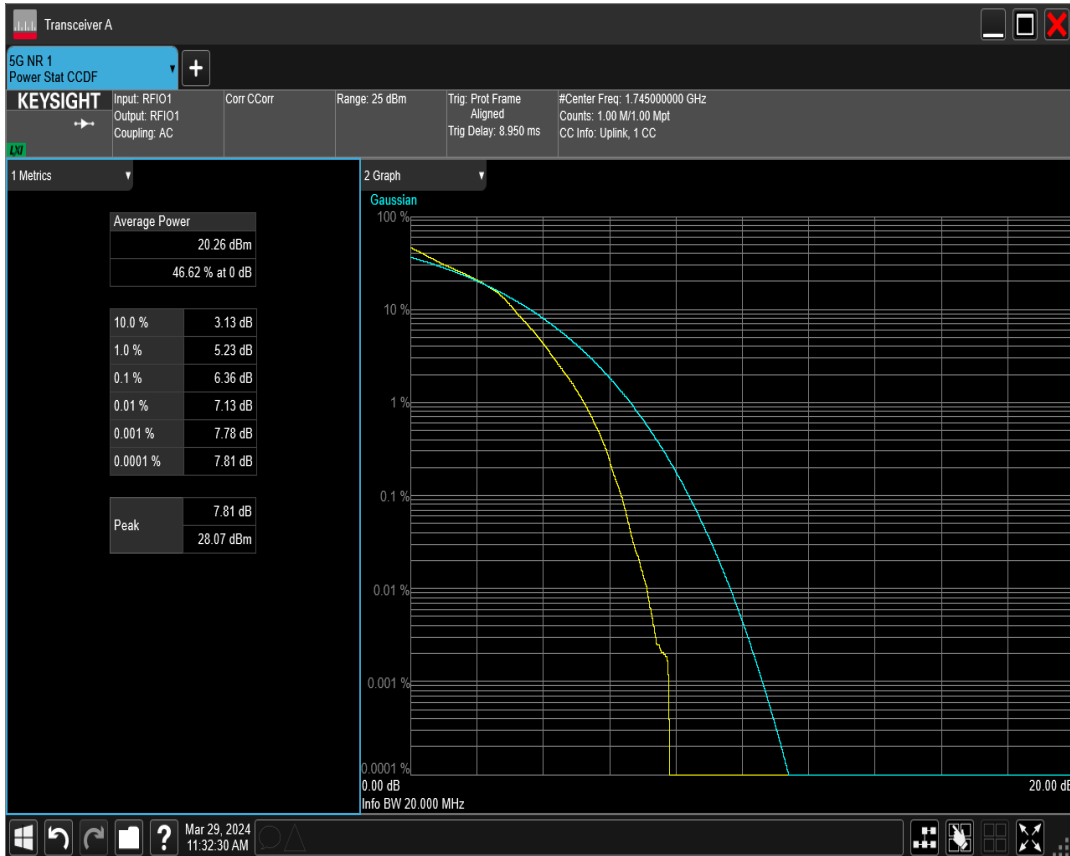 Transceiver A
5G NR 1
Power Stat CCDF
+
KEYSIGHT
LXI
Input: RFIO1
Output: RFIO1
Coupling: AC
Corr CCorr
Range: 25 dBm
Trig: Prot Frame
Aligned
Trig Delay: 8.950 ms
#Center Freq: 1.745000000 GHz
Counts: 1.00 M/1.00 Mpt
CC Info: Uplink, 1 CC
1 Metrics
Average Power
20.26 dBm
46.62 % at 0 dB
10.0 % 3.13 dB
1.0 % 5.23 dB
0.1 % 6.36 dB
0.01 % 7.13 dB
0.001 % 7.78 dB
0.0001 % 7.81 dB
Peak
7.81 dB
28.07 dBm
2 Graph
Gaussian
100 %
10 %
1 %
0.1 %
0.01 %
0.001 %
0.0001 %
0.00 dB
20.00 dB
Info BW 20.000 MHz
?
Mar 29, 2024
11:32:30 AM